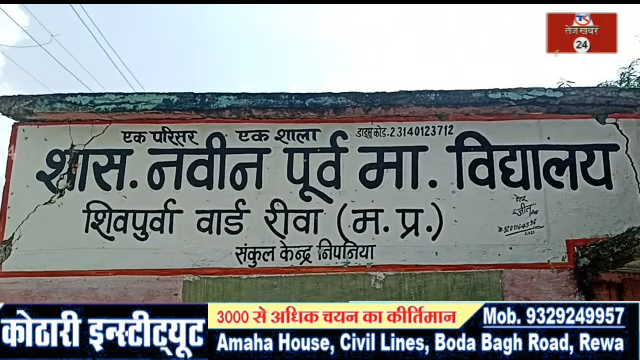 तेज खबर
24
एक परिसर एक शाला डाइस कोड-23140123712
शास. नवीन पूर्व मा. विद्यालय
शिवपुर्वा वार्ड रीवा (म.प्र.)
संकुल केन्द्र निपनिया
कोठारी इन्स्टीट्यूट
3000 से अधिक चयन का कीर्तिमान
Mob. 9329249957
Amaha House, Civil Lines, Boda Bagh Road, Rewa